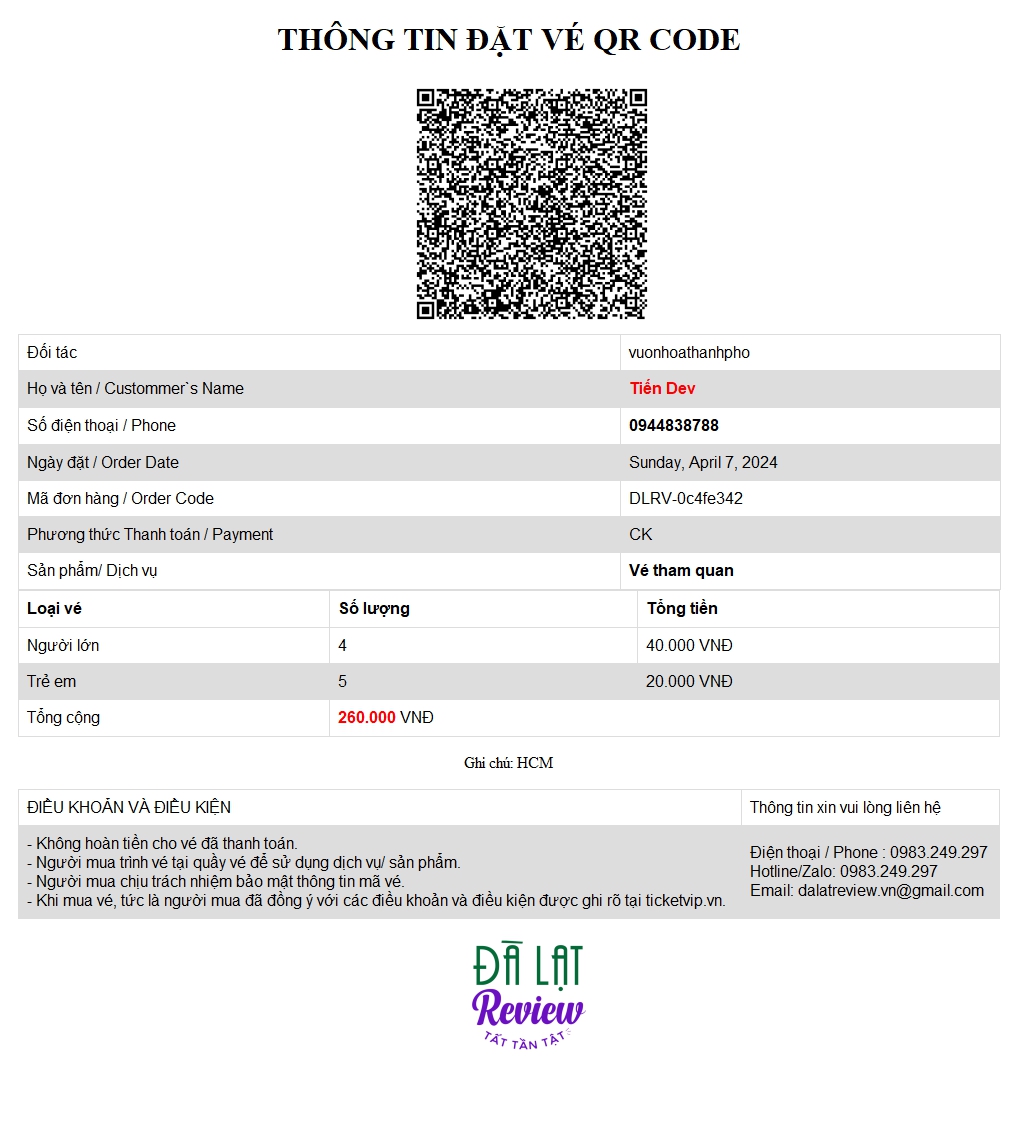 THÔNG TIN ĐẶT VÉ QR CODE
Đối tác vuonhoathanhpho
Họ và tên / Custommer`s Name Tiến Dev
Số điện thoại / Phone 0944838788
Ngày đặt / Order Date Sunday, April 7, 2024
Mã đơn hàng / Order Code DLRV-0c4fe342
Phương thức Thanh toán / Payment CK
Sản phẩm/ Dịch vụ Vé tham quan
Loại vé Số lượng Tổng tiền
Người lớn 4 40.000 VNĐ
Trẻ em 5 20.000 VNĐ
Tổng cộng 260.000 VNĐ
Ghi chú: HCM
ĐIỀU KHOẢN VÀ ĐIỀU KIỆN
- Không hoàn tiền cho vé đã thanh toán.
- Người mua trình vé tại quầy vé để sử dụng dịch vụ/ sản phẩm.
- Người mua chịu trách nhiệm bảo mật thông tin mã vé.
- Khi mua vé, tức là người mua đã đồng ý với các điều khoản và điều kiện được ghi rõ tại ticketvip.vn.
Thông tin xin vui lòng liên hệ
Điện thoại / Phone : 0983.249.297
Hotline/Zalo: 0983.249.297
Email: dalatreview.vn@gmail.com
ĐÀ LẠT
Review
TẤT TẦN TẬT